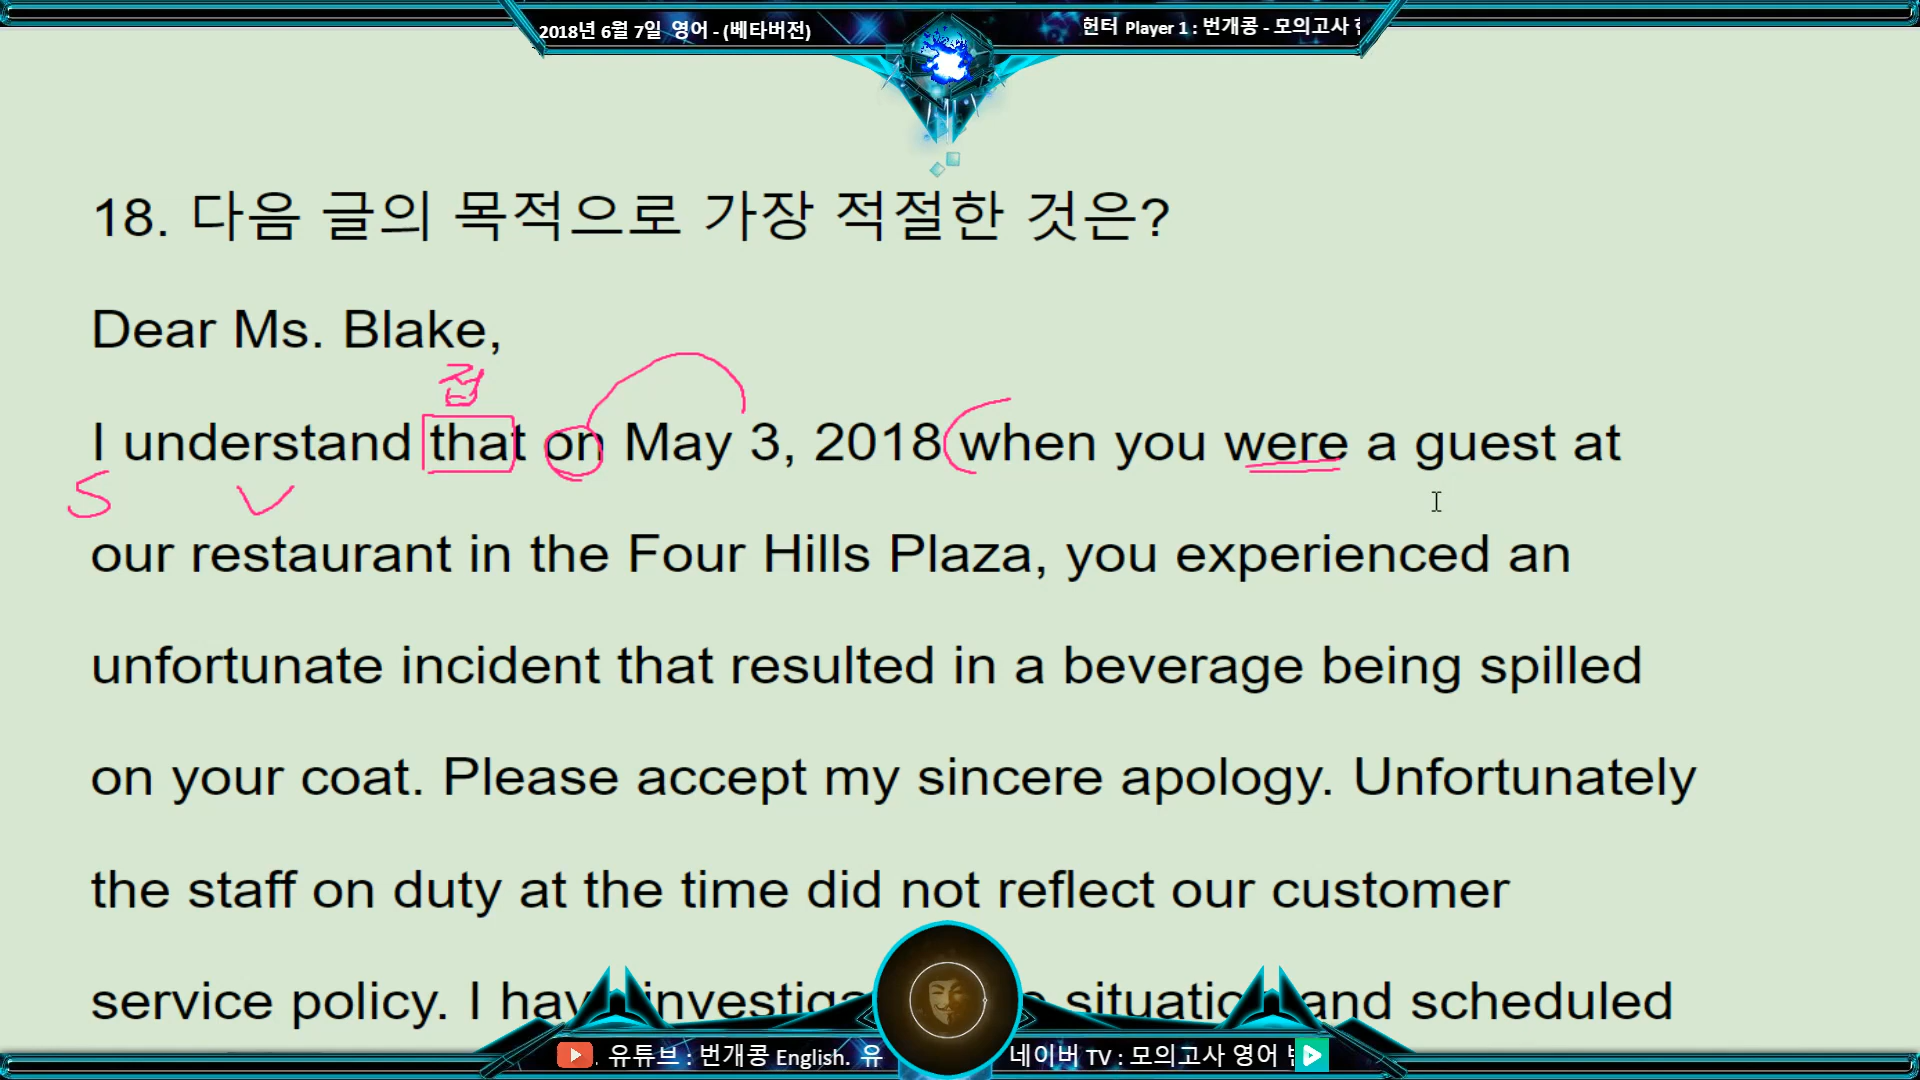 2018년 6월 7일 영어 - (베타버전)
헌터 Player 1 : 번개콩 - 모의고사
18. 다음 글의 목적으로 가장 적절한 것은?
Dear Ms. Blake,
접
I understand that on May 3, 2018 when you were a guest at
S V
our restaurant in the Four Hills Plaza, you experienced an
unfortunate incident that resulted in a beverage being spilled
on your coat. Please accept my sincere apology. Unfortunately
the staff on duty at the time did not reflect our customer
service policy. I have situation and scheduled
유튜브 : 번개콩 English. 유
네이버 TV : 모의고사 영어